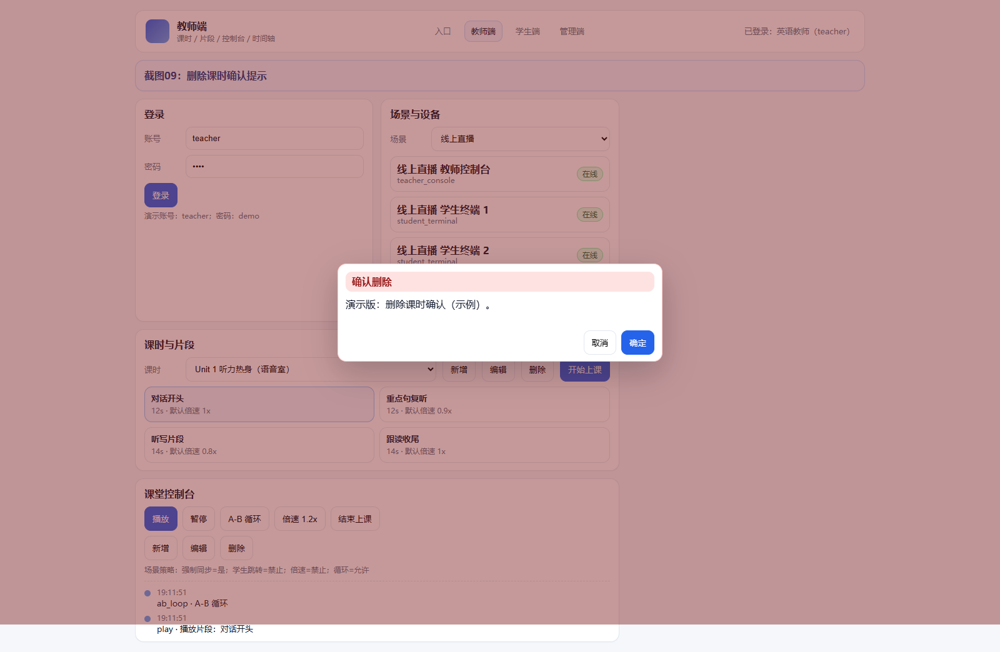 教师端
课时 / 片段 / 控制台 / 时间轴
入口
教师端
学生端
管理端
已登录：英语教师（teacher）
截图09：删除课时确认提示
登录
账号
teacher
密码
••••
登录
演示账号：teacher；密码：demo
场景与设备
场景
线上直播
线上直播 教师控制台
teacher_console
在线
线上直播 学生终端 1
student_terminal
在线
线上直播 学生终端 2
student_terminal
在线
确认删除
演示版：删除课时确认（示例）。
取消
确定
课时与片段
课时
Unit 1 听力热身（语音室）
新增
编辑
删除
开始上课
对话开头
12s · 默认倍速 1x
重点句复听
12s · 默认倍速 0.9x
听写片段
14s · 默认倍速 0.8x
跟读收尾
14s · 默认倍速 1x
课堂控制台
播放
暂停
A-B 循环
倍速 1.2x
结束上课
新增
编辑
删除
场景策略：强制同步=是；学生跳转=禁止；倍速=禁止；循环=允许
19:11:51
ab_loop · A-B 循环
19:11:51
play · 播放片段：对话开头